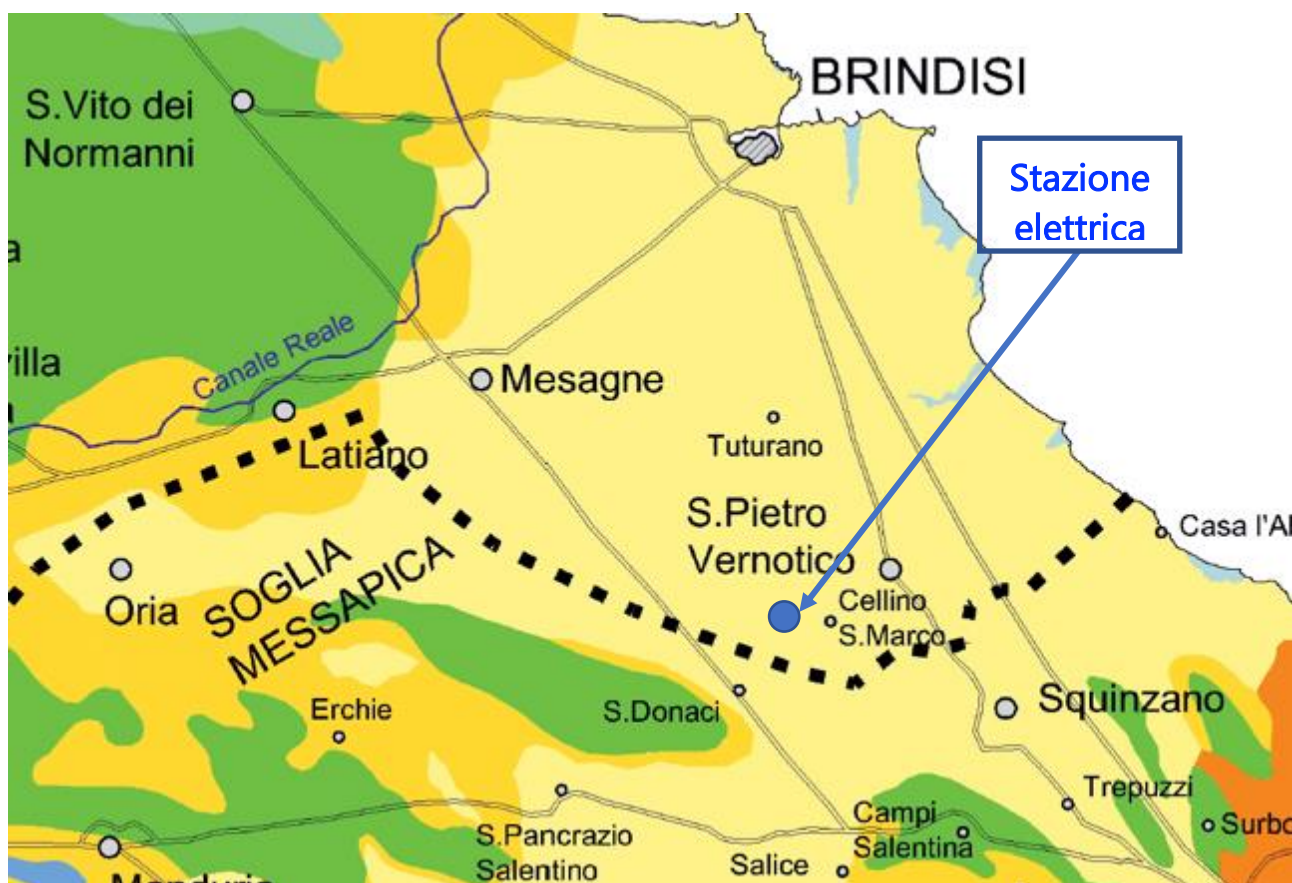 BRINDISI
S.Vito dei
Normanni
Stazione
elettrica
Canale Reale
Mesagne
Tuturano
Latiano
S.Pietro
Vernotico
Casa l'Al
SOGLIA
MESSAPICA
Oria
Cellino
S.Marco
Erchie
S.Donaci
Squinzano
Trepuzzi
S.Pancrazio
Salentino
Campi
Salentina
Salice
Surbo
a
villa
a